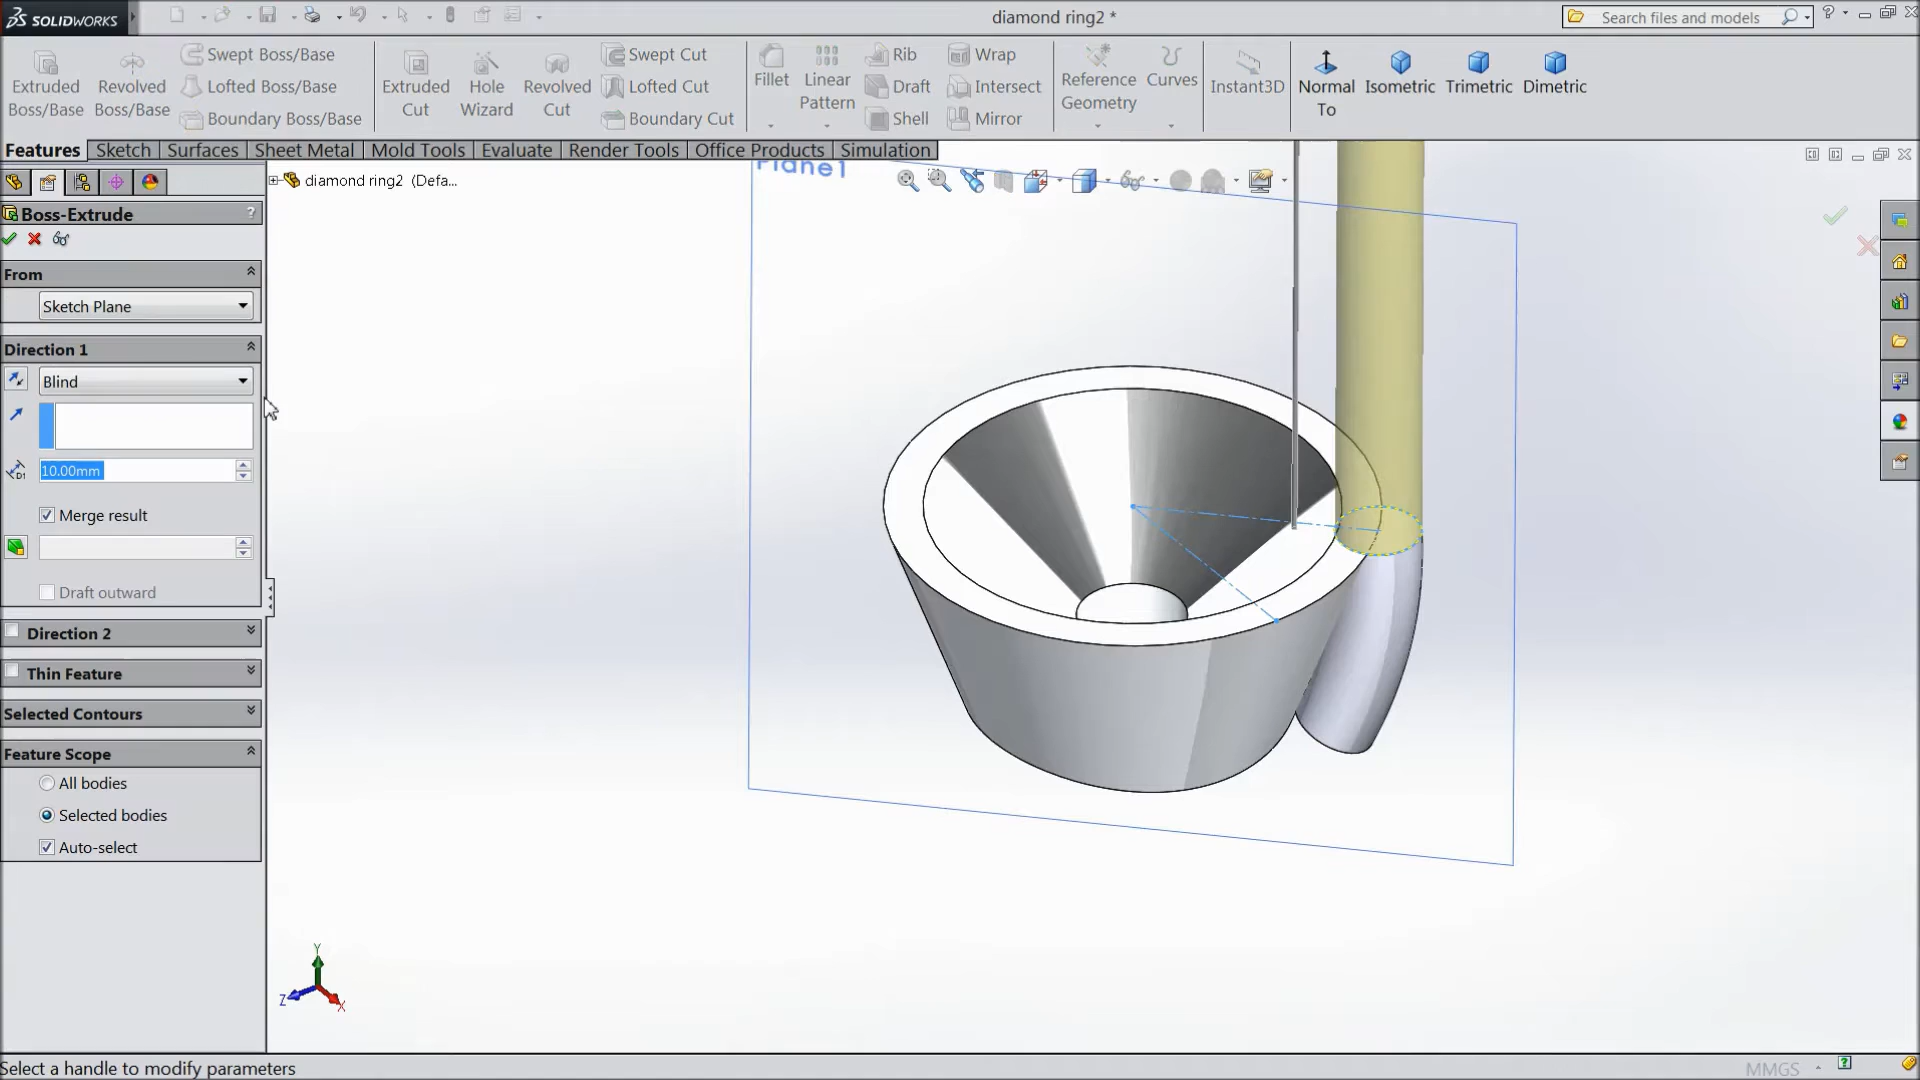 SOLIDWORKS
diamond ring2 *
Search files and models
?
Extruded Boss/Base
Revolved Boss/Base
Swept Boss/Base
Lofted Boss/Base
Boundary Boss/Base
Extruded Cut
Hole Wizard
Revolved Cut
Swept Cut
Lofted Cut
Boundary Cut
Fillet
Linear Pattern
Rib
Draft
Shell
Wrap
Intersect
Mirror
Reference Geometry
Curves
Instant3D
Normal To
Isometric
Trimetric
Dimetric
Features
Sketch
Surfaces
Sheet Metal
Mold Tools
Evaluate
Render Tools
Office Products
Simulation
diamond ring2 (Defa...
Plane1
Boss-Extrude
?
From
Sketch Plane
Direction 1
Blind
D1
10.00mm
Merge result
Draft outward
Direction 2
Thin Feature
Selected Contours
Feature Scope
All bodies
Selected bodies
Auto-select
Y
Z
X
Select a handle to modify parameters
MMGS
?